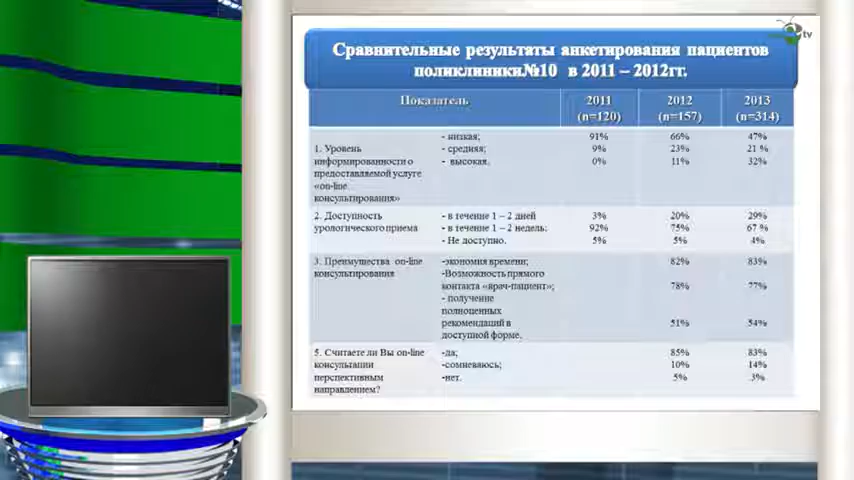 Сравнительные результаты анкетирования пациентов
поликлиники№10 в 2011 – 2012гг.
Показатель
2011
(n=120)
2012
(n=157)
2013
(n=314)
1. Уровень
информированности о
предоставляемой услуге
«on-line
консультирования»
- низкая; 91% 66% 47%
- средняя; 9% 23% 21 %
- высокая. 0% 11% 32%
2. Доступность
урологического приема
- в течение 1 – 2 дней 3% 20% 29%
- в течение 1 – 2 недель; 92% 75% 67 %
- Не доступно. 5% 5% 4%
3. Преимущества on-line
консультирования
-экономия времени; 82% 83%
-Возможность прямого
контакта «врач-пациент»; 78% 77%
- получение
полноценных
рекомендаций в 51% 54%
доступной форме.
5. Считаете ли Вы on-line
консультации
перспективным
направлением?
-да; 85% 83%
-сомневаюсь; 10% 14%
-нет. 5% 3%
tv